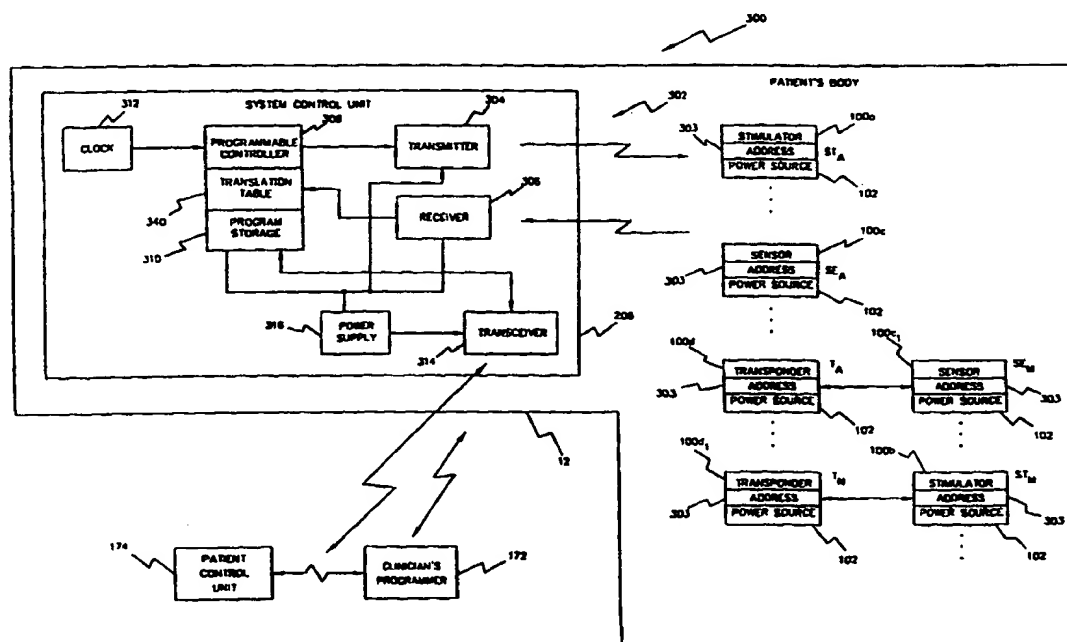 300
PATIENT'S BODY
SYSTEM CONTROL UNIT
312
CLOCK
308
PROGRAMMABLE
CONTROLLER
TRANSLATION
TABLE
340
PROGRAM
STORAGE
310
304
TRANSMITTER
306
RECEIVER
316
POWER
SUPPLY
314
TRANSCEIVER
206
302
12
303
100a
STIMULATOR
ADDRESS
POWER SOURCE
ST A
102
100c
SENSOR
303
ADDRESS
POWER SOURCE
SE A
102
100d
TRANSPONDER
T A
303
ADDRESS
POWER SOURCE
102
100c1
SENSOR
SE M
ADDRESS
303
POWER SOURCE
102
100d1
TRANSPONDER
T N
303
ADDRESS
POWER SOURCE
102
100b
STIMULATOR
ST M
ADDRESS
303
POWER SOURCE
102
174
PATIENT
CONTROL
UNIT
CLINICIAN'S
PROGRAMMER
172